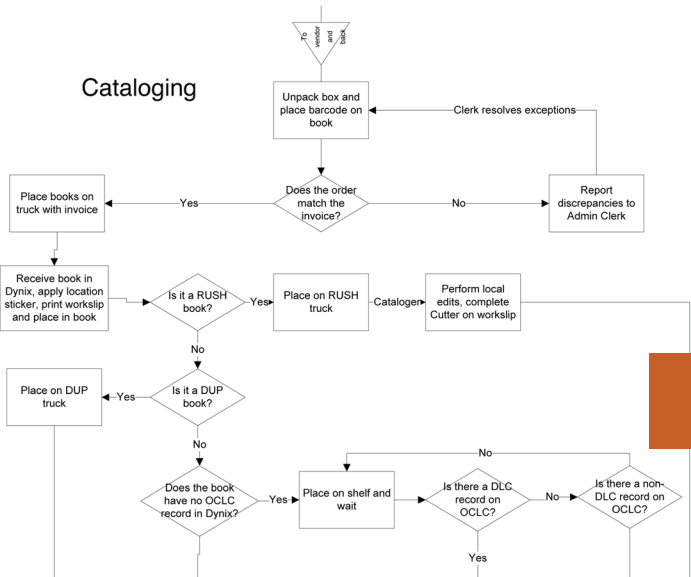 To
vendor
and
back
Cataloging
Unpack box and
place barcode on
book
Clerk resolves exceptions
Place books on
truck with invoice
Yes
Does the order
match the
invoice?
No
Report
discrepancies to
Admin Clerk
Receive book in
Dynix, apply location
sticker, print workslip
and place in book
Is it a RUSH
book?
Yes
Place on RUSH
truck
Cataloger
Perform local
edits, complete
Cutter on workslip
No
Place on DUP
truck
Yes
Is it a DUP
book?
No
No
Does the book
have no OCLC
record in Dynix?
Yes
Place on shelf and
wait
Is there a DLC
record on
OCLC?
No
Is there a non-
DLC record on
OCLC?
Yes